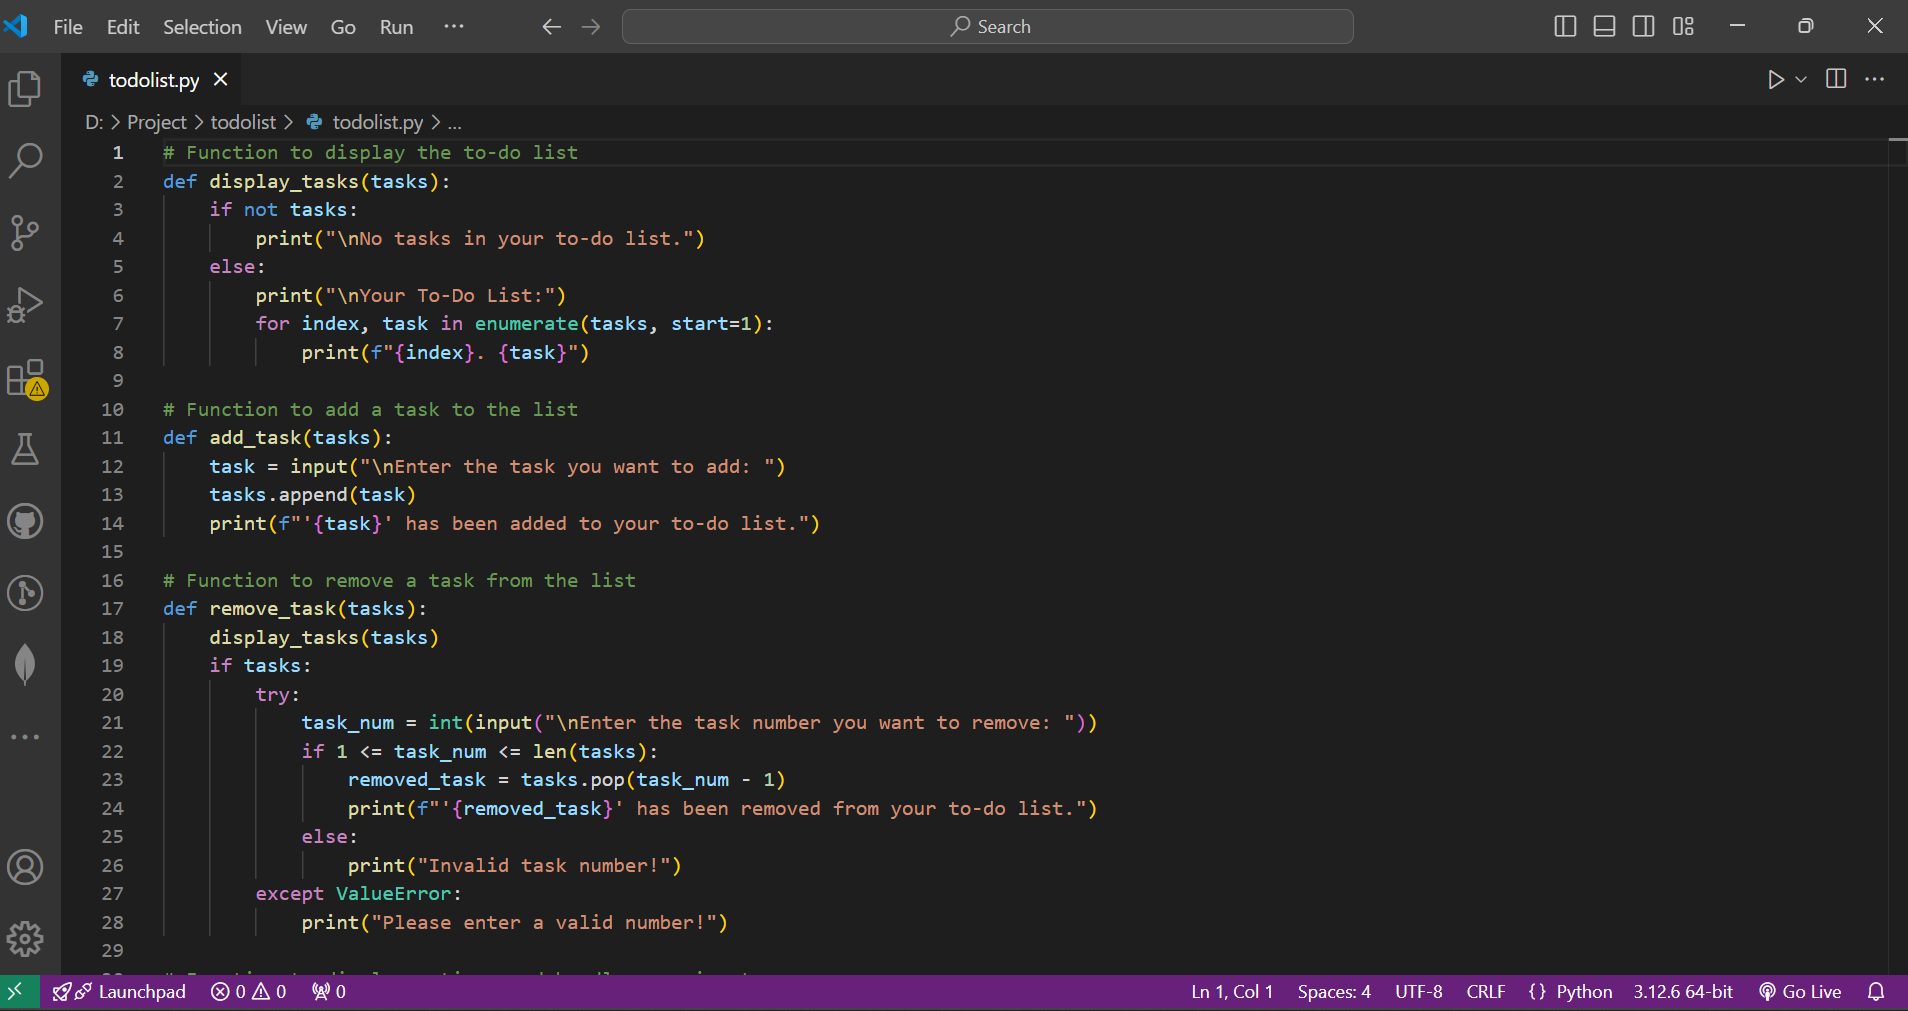 File Edit Selection View Go Run ... Search
todolist.py
D: > Project > todolist > todolist.py > ...
1 # Function to display the to-do list
2 def display_tasks(tasks):
3     if not tasks:
4         print("\nNo tasks in your to-do list.")
5     else:
6         print("\nYour To-Do List:")
7         for index, task in enumerate(tasks, start=1):
8             print(f"{index}. {task}")
9
10 # Function to add a task to the list
11 def add_task(tasks):
12     task = input("\nEnter the task you want to add: ")
13     tasks.append(task)
14     print(f"'{task}' has been added to your to-do list.")
15
16 # Function to remove a task from the list
17 def remove_task(tasks):
18     display_tasks(tasks)
19     if tasks:
20         try:
21             task_num = int(input("\nEnter the task number you want to remove: "))
22             if 1 <= task_num <= len(tasks):
23                 removed_task = tasks.pop(task_num - 1)
24                 print(f"'{removed_task}' has been removed from your to-do list.")
25             else:
26                 print("Invalid task number!")
27         except ValueError:
28             print("Please enter a valid number!")
29
Launchpad 0 0 0 Ln 1, Col 1 Spaces: 4 UTF-8 CRLF {} Python 3.12.6 64-bit Go Live